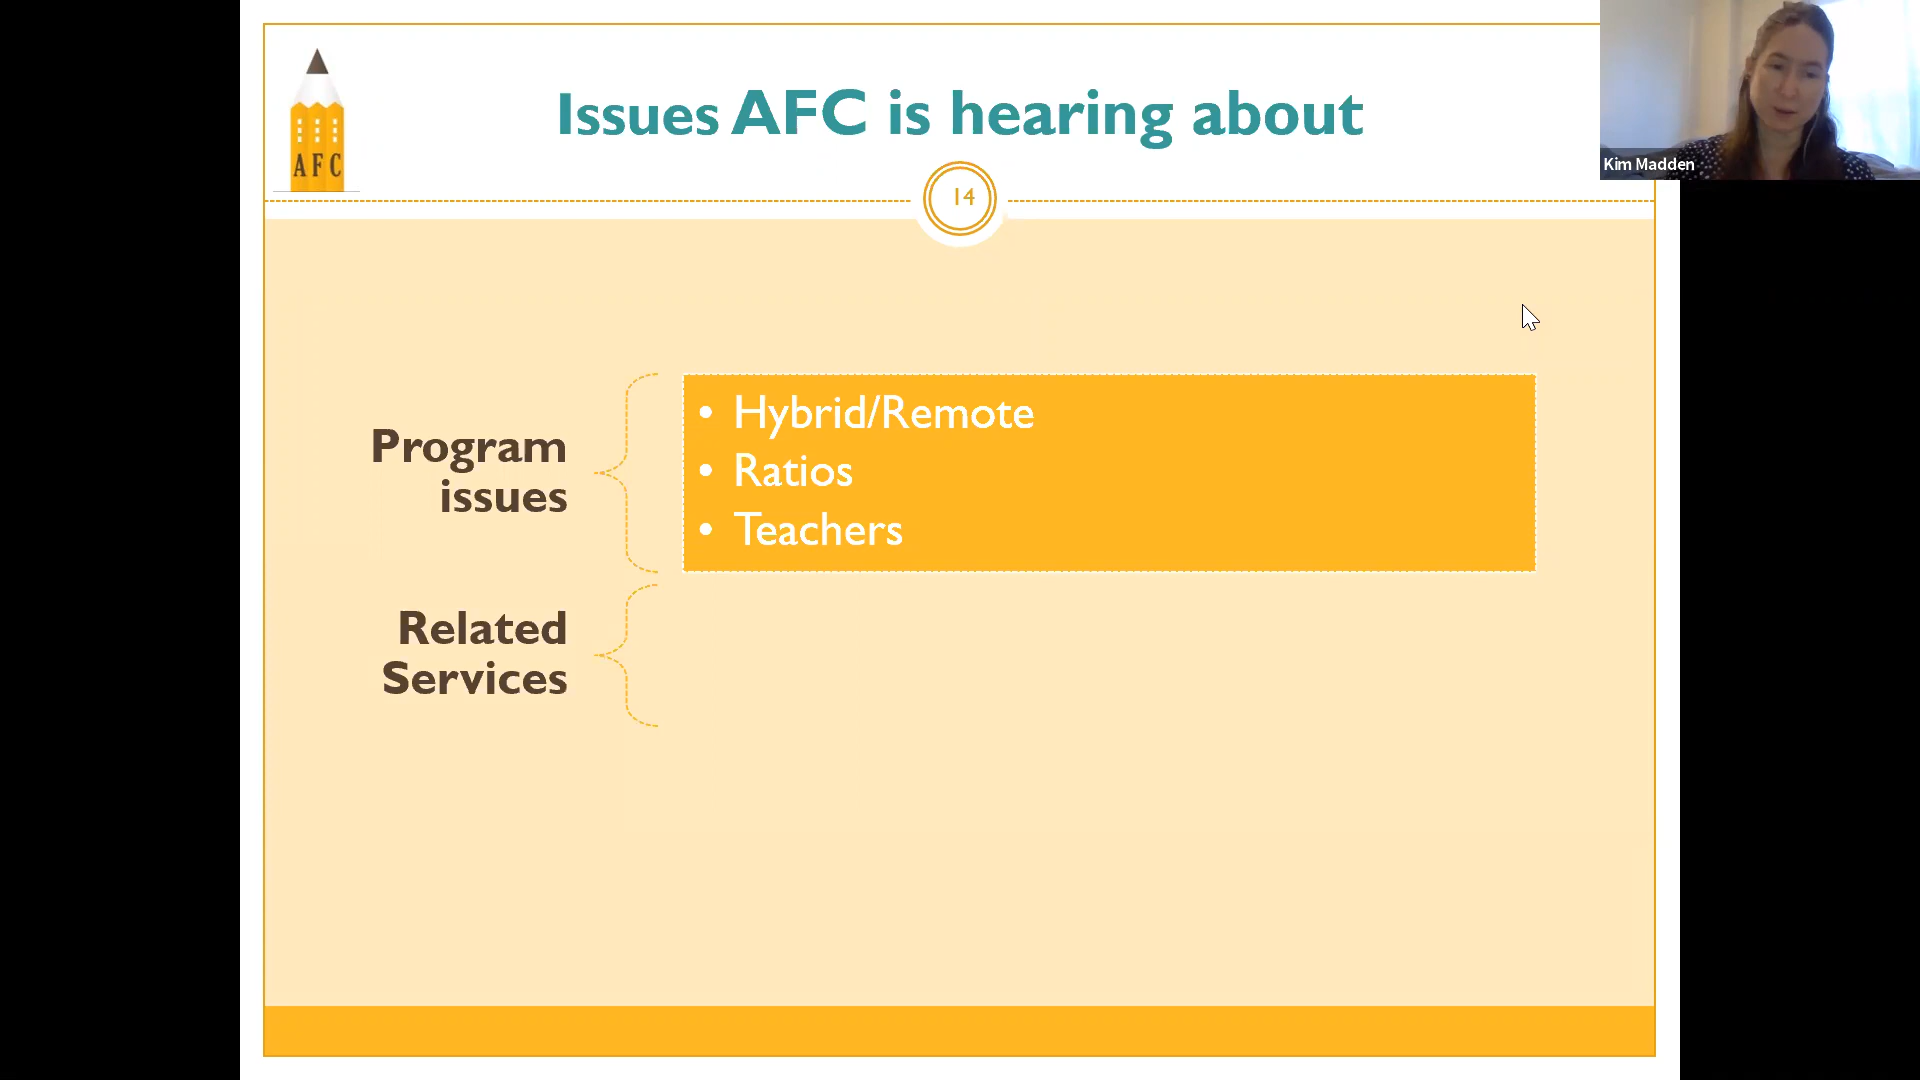 AFC
Issues AFC is hearing about
Kim Madden
14
Program
issues
• Hybrid/Remote
• Ratios
• Teachers
Related
Services